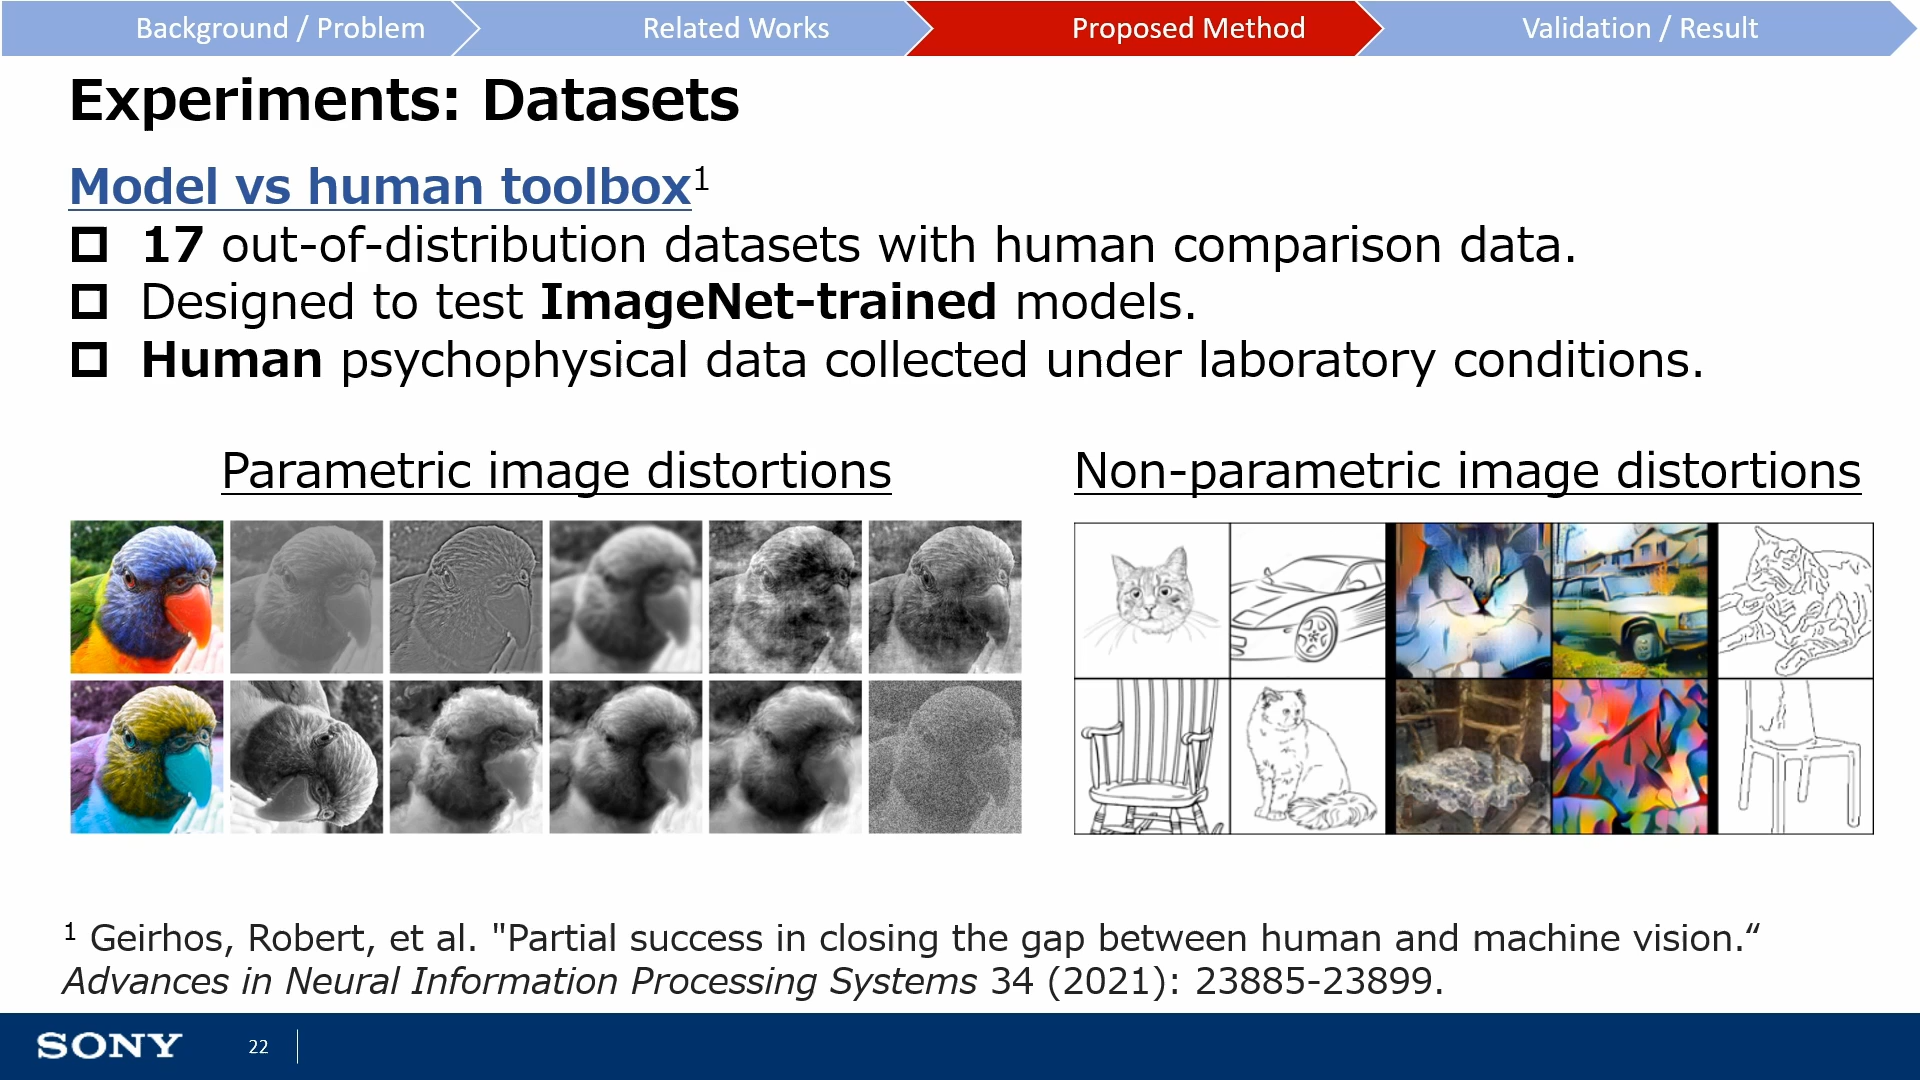 Background / Problem
Related Works
Proposed Method
Validation / Result
Experiments: Datasets
Model vs human toolbox¹
17 out-of-distribution datasets with human comparison data.
Designed to test ImageNet-trained models.
Human psychophysical data collected under laboratory conditions.
Parametric image distortions
Non-parametric image distortions
¹ Geirhos, Robert, et al. "Partial success in closing the gap between human and machine vision.“
Advances in Neural Information Processing Systems 34 (2021): 23885-23899.
SONY
22